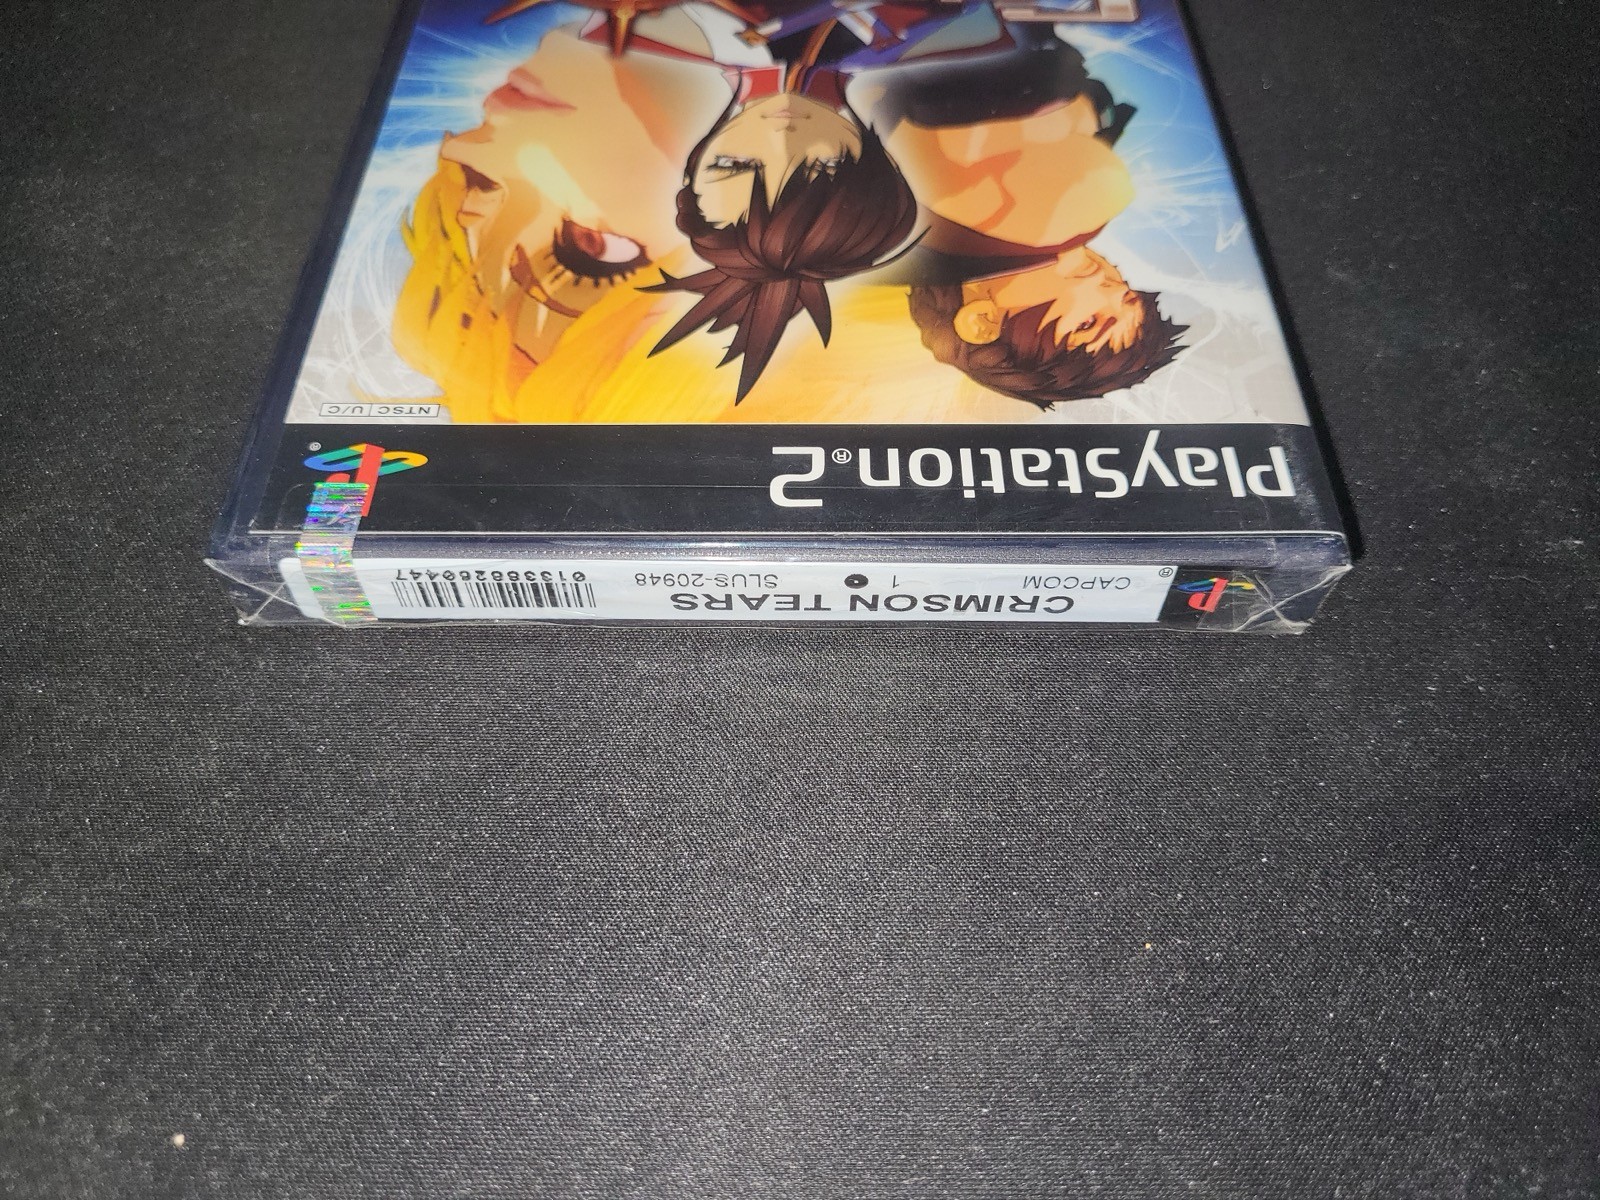 CAPCOM
CRIMSON TEARS
1
SLUS-20948
013388260447
PlayStation®2
NTSC U/C